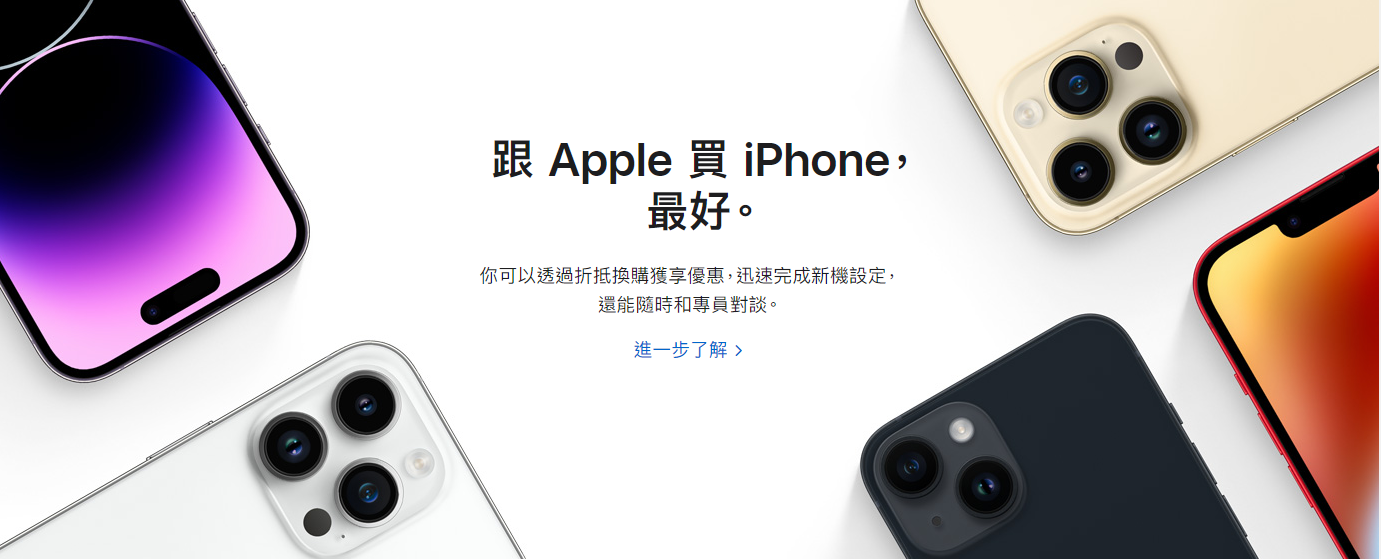 跟 Apple 買 iPhone，
最好。
你可以透過折抵換購獲享優惠，迅速完成新機設定，
還能隨時和專員對談。
進一步了解 >